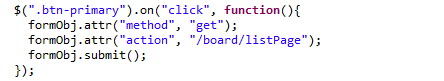 $(".btn-primary").on("click", function(){
  formObj.attr("method", "get");
  formObj.attr("action", "/board/listPage");
  formObj.submit();
});